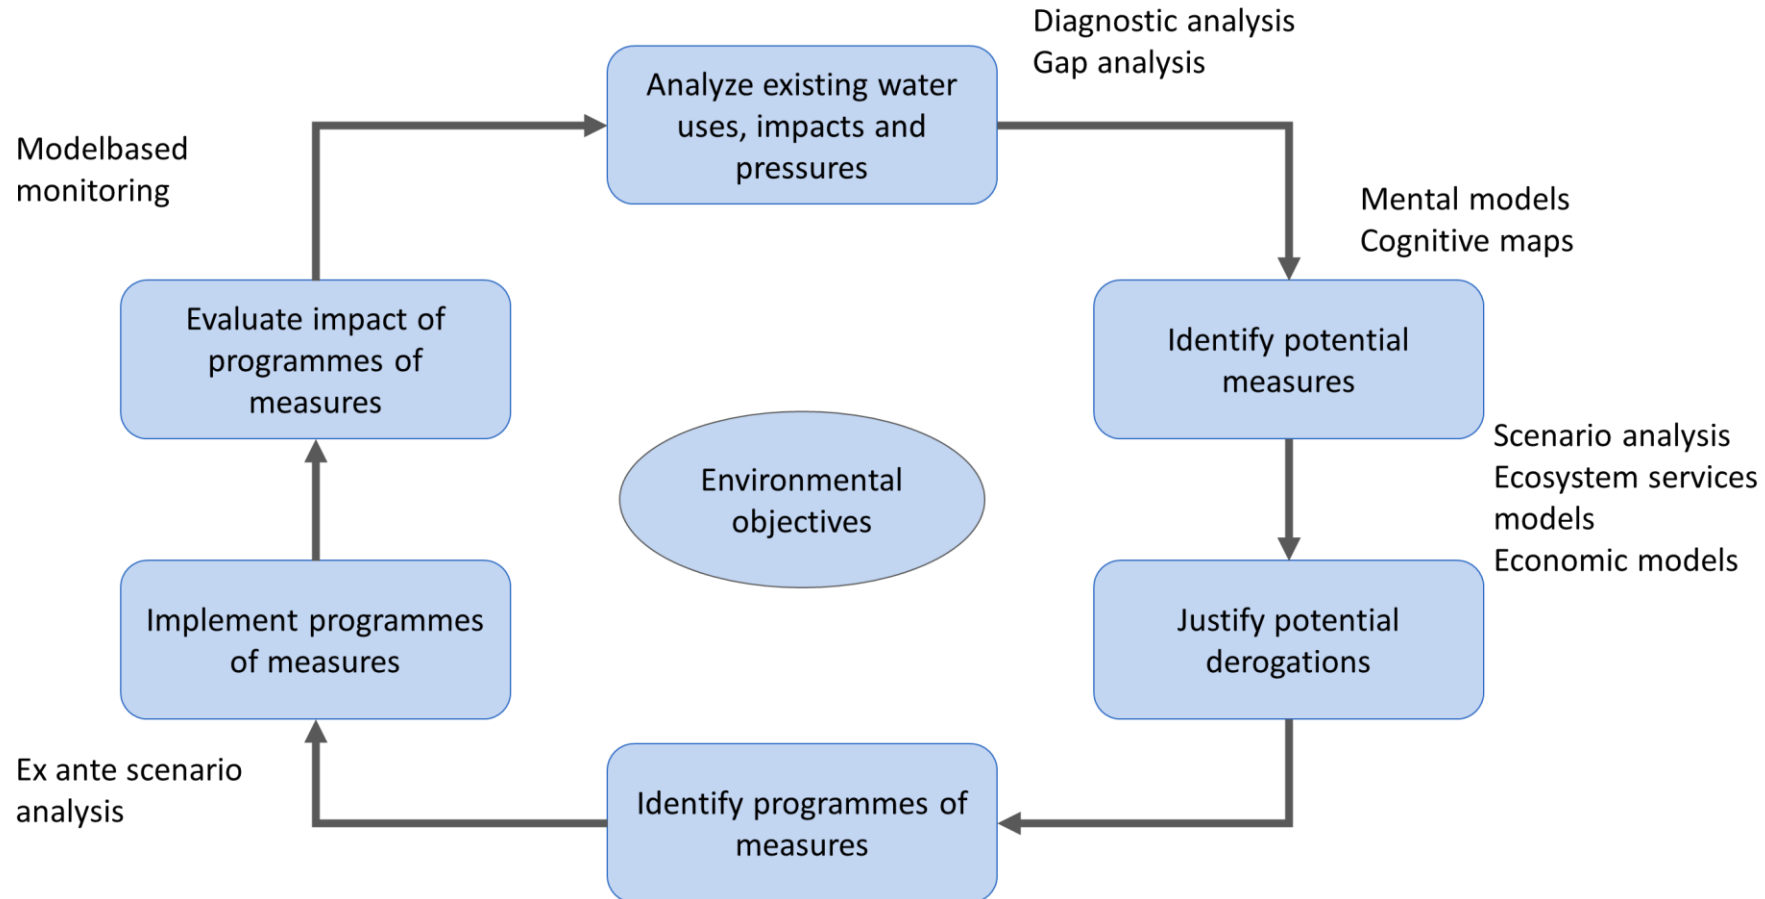 Diagnostic analysis
Gap analysis
Analyze existing water
uses, impacts and
pressures
Modelbased
monitoring
Mental models
Cognitive maps
Evaluate impact of
programmes of
measures
Identify potential
measures
Scenario analysis
Ecosystem services
models
Economic models
Environmental
objectives
Implement programmes
of measures
Justify potential
derogations
Ex ante scenario
analysis
Identify programmes of
measures